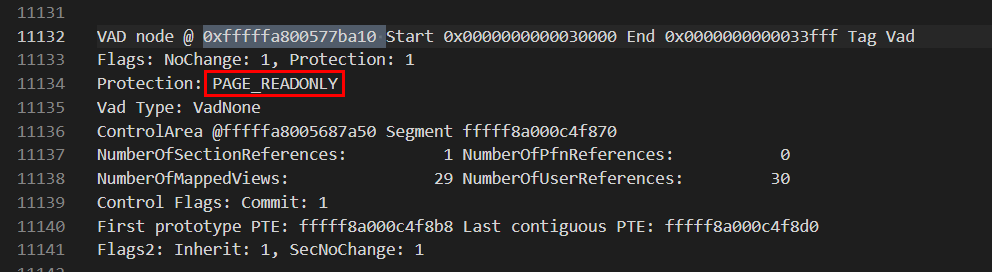 11131
11132 VAD node @ 0xfffffa800577ba10 Start 0x0000000000030000 End 0x0000000000033fff Tag Vad
11133 Flags: NoChange: 1, Protection: 1
11134 Protection: PAGE_READONLY
11135 Vad Type: VadNone
11136 ControlArea @fffffa8005687a50 Segment fffff8a000c4f870
11137 NumberOfSectionReferences: 1 NumberOfPfnReferences: 0
11138 NumberOfMappedViews: 29 NumberOfUserReferences: 30
11139 Control Flags: Commit: 1
11140 First prototype PTE: fffff8a000c4f8b8 Last contiguous PTE: fffff8a000c4f8d0
11141 Flags2: Inherit: 1, SecNoChange: 1
11142